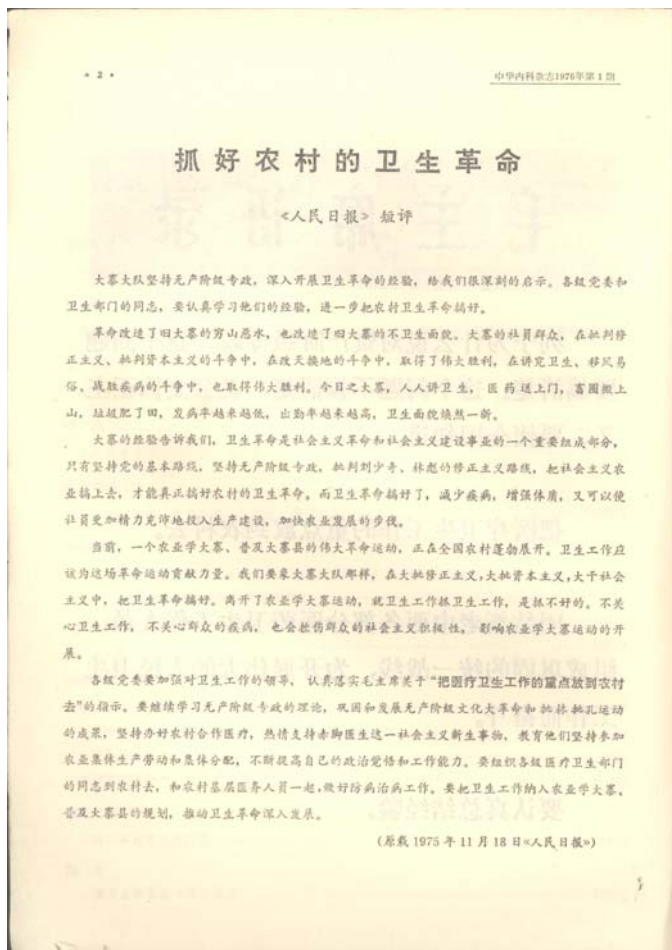 · 2 ·
中华内科杂志1976年第1期
抓好农村的卫生革命
《人民日报》短评
大寨大队坚持无产阶级专政，深入开展卫生革命的经验，给我们很深刻的启示。各级党委和
卫生部门的同志，要认真学习他们的经验，进一步把农村卫生革命搞好。
革命改造了旧大寨的穷山恶水，也改造了旧大寨的不卫生面貌。大寨的社员群众，在批判修
正主义、批判资本主义的斗争中，在改天换地的斗争中，取得了伟大胜利，在讲究卫生、移风易
俗、战胜疾病的斗争中，也取得伟大胜利。今日之大寨，人人讲卫生，医药送上门，畜圈搬上
山，垃圾肥了田，发病率越来越低，出勤率越来越高，卫生面貌焕然一新。
大寨的经验告诉我们，卫生革命是社会主义革命和社会主义建设事业的一个重要组成部分，
只有坚持党的基本路线，坚持无产阶级专政，批判刘少奇、林彪的修正主义路线，把社会主义农
业搞上去，才能真正搞好农村的卫生革命。而卫生革命搞好了，减少疾病，增强体质，又可以使
社员更加精力充沛地投入生产建设，加快农业发展的步伐。
当前，一个农业学大寨、普及大寨县的伟大革命运动，正在全国农村蓬勃展开。卫生工作应
该为这场革命运动贡献力量。我们要象大寨大队那样，在大批修正主义，大批资本主义，大干社会
主义中，把卫生革命搞好。离开了农业学大寨运动，就卫生工作抓卫生工作，是抓不好的。不关
心卫生工作，不关心群众的疾病，也会挫伤群众的社会主义积极性，影响农业学大寨运动的开
展。
各级党委要加强对卫生工作的领导，认真落实毛主席关于“把医疗卫生工作的重点放到农村
去”的指示。要继续学习无产阶级专政的理论，巩固和发展无产阶级文化大革命和批林批孔运动
的成果，坚持办好农村合作医疗，热情支持赤脚医生这一社会主义新生事物，教育他们坚持参加
农业集体生产劳动和集体分配，不断提高自己的政治觉悟和工作能力。要组织各级医疗卫生部门
的同志到农村去，和农村基层医务人员一起，做好防病治病工作。要把卫生工作纳入农业学大寨、
普及大寨县的规划，推动卫生革命深入发展。
（原载1975年11月18日《人民日报》）